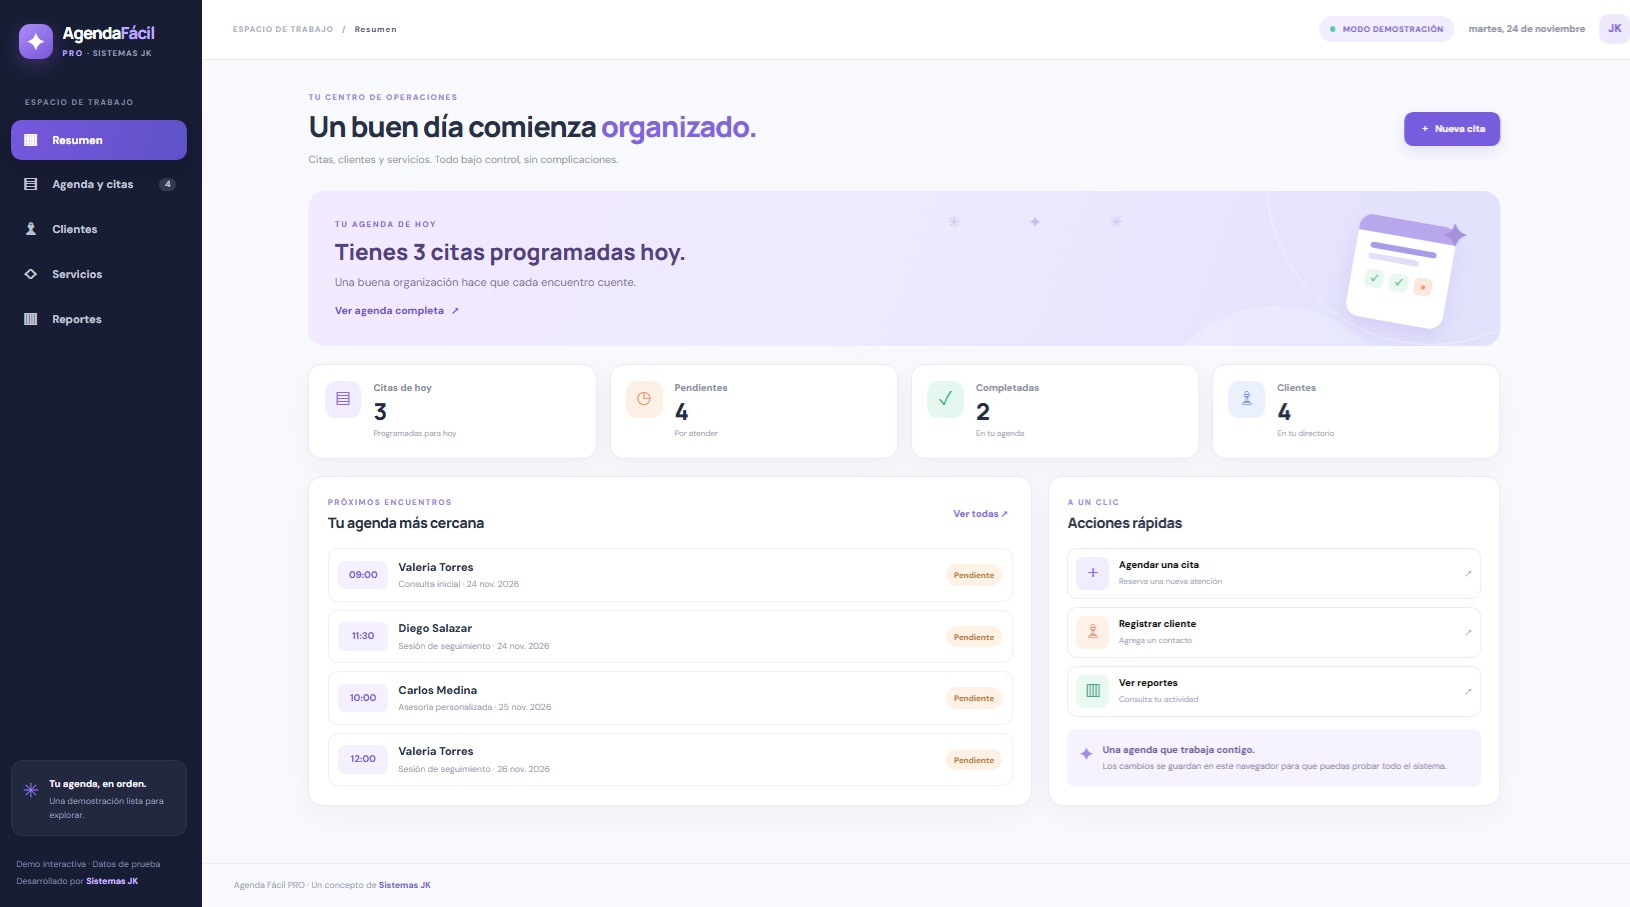 AgendaFácil
PRO · SISTEMAS JK
ESPACIO DE TRABAJO
Resumen
Agenda y citas 4
Clientes
Servicios
Reportes
Tu agenda, en orden.
Una demostración lista para
explorar.
Demo interactiva · Datos de prueba
Desarrollado por Sistemas JK
ESPACIO DE TRABAJO / Resumen
MODO DEMOSTRACIÓN
martes, 24 de noviembre
JK
TU CENTRO DE OPERACIONES
Un buen día comienza organizado.
Citas, clientes y servicios. Todo bajo control, sin complicaciones.
+ Nueva cita
TU AGENDA DE HOY
Tienes 3 citas programadas hoy.
Una buena organización hace que cada encuentro cuente.
Ver agenda completa ↗
Citas de hoy
3
Programadas para hoy
Pendientes
4
Por atender
Completadas
2
En tu agenda
Clientes
4
En tu directorio
PRÓXIMOS ENCUENTROS
Tu agenda más cercana
Ver todas ↗
09:00
Valeria Torres
Consulta inicial · 24 nov. 2026
Pendiente
11:30
Diego Salazar
Sesión de seguimiento · 24 nov. 2026
Pendiente
10:00
Carlos Medina
Asesoría personalizada · 25 nov. 2026
Pendiente
12:00
Valeria Torres
Sesión de seguimiento · 26 nov. 2026
Pendiente
A UN CLIC
Acciones rápidas
Agendar una cita
Reserva una nueva atención
Registrar cliente
Agrega un contacto
Ver reportes
Consulta tu actividad
Una agenda que trabaja contigo.
Los cambios se guardan en este navegador para que puedas probar todo el sistema.
Agenda Fácil PRO · Un concepto de Sistemas JK